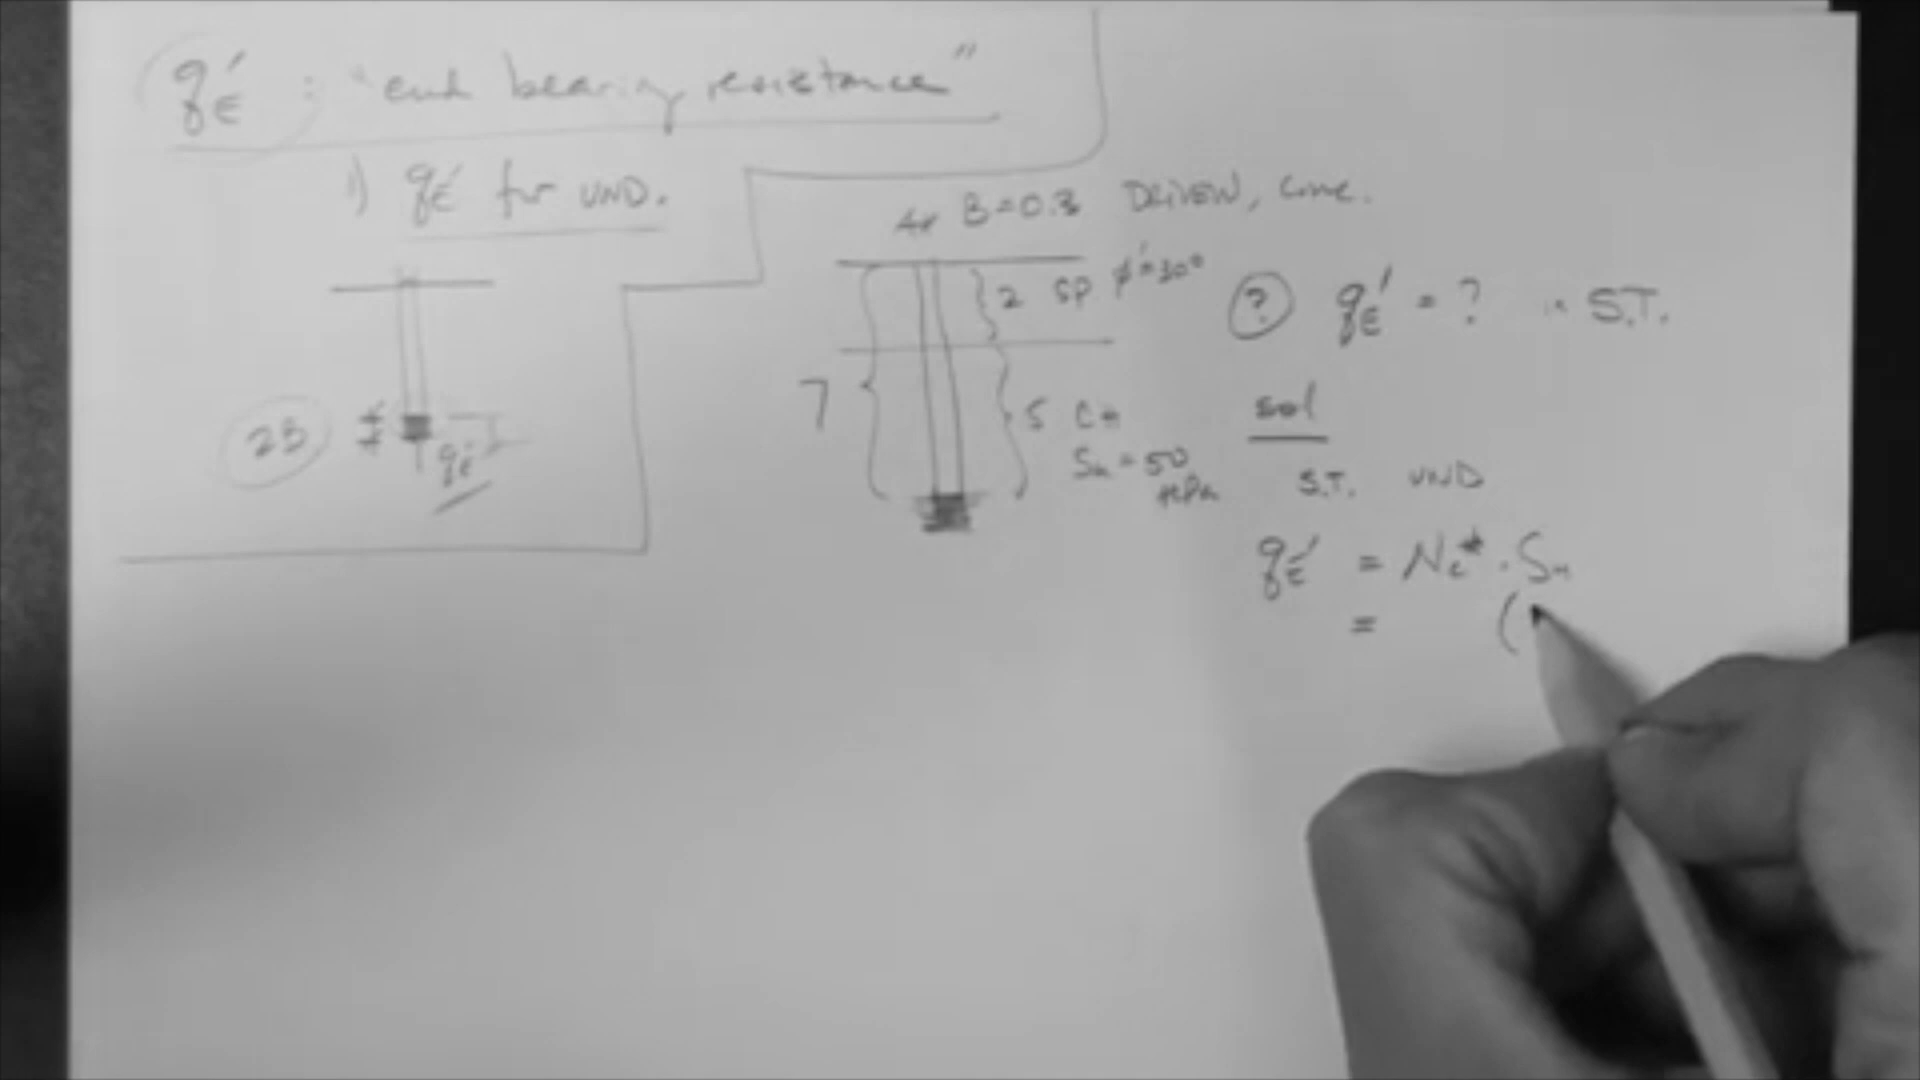 q'E : "end bearing resistance"
1) q'E for UND.
2B
q'E
B=0.3 DRIVEN, conc.
2 SP φ'=30°
7
5 CH
Su = 50 kPa
? q'E = ? in S.T.
sol
S.T. UND
q'E = Nc* . Su
= (